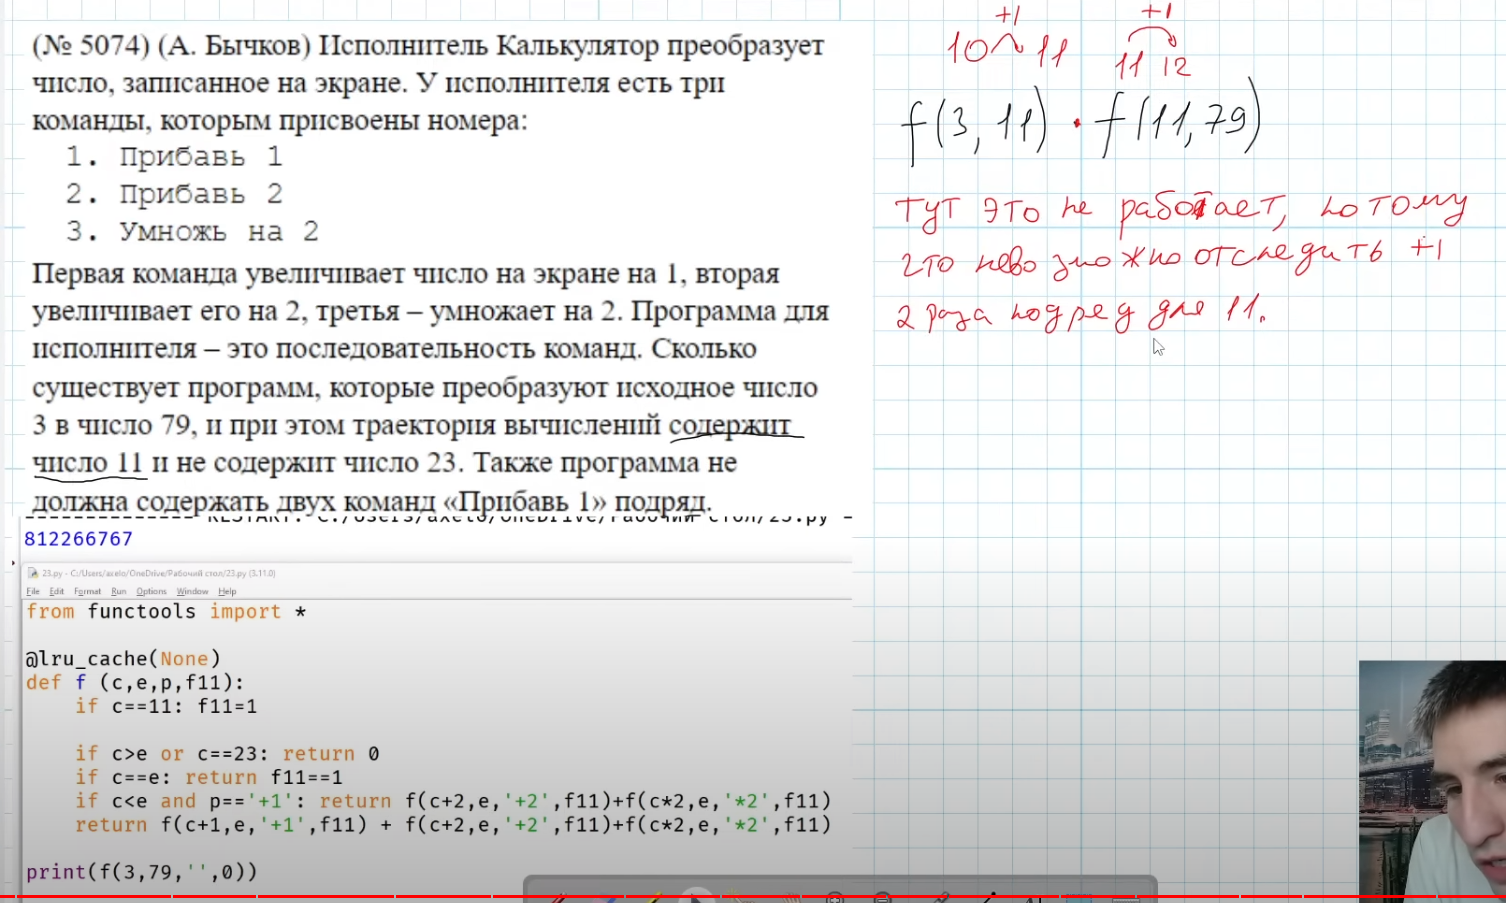 (№ 5074) (А. Бычков) Исполнитель Калькулятор преобразует
число, записанное на экране. У исполнителя есть три
команды, которым присвоены номера:
1. Прибавь 1
2. Прибавь 2
3. Умножь на 2
Первая команда увеличивает число на экране на 1, вторая
увеличивает его на 2, третья – умножает на 2. Программа для
исполнителя – это последовательность команд. Сколько
существует программ, которые преобразуют исходное число
3 в число 79, и при этом траектория вычислений содержит
число 11 и не содержит число 23. Также программа не
должна содержать двух команд «Прибавь 1» подряд.
RESTART: C:/Users/acelo/OneDrive/Рабочий стол/23.py
812266767
23.py - C:/Users/acelo/OneDrive/Рабочий стол/23.py (3.11.0)
File Edit Format Run Options Window Help
from functools import *
@lru_cache(None)
def f (c,e,p,f11):
if c==11: f11=1
if c>e or c==23: return 0
if c==e: return f11==1
if c<e and p=='+1': return f(c+2,e,'+2',f11)+f(c*2,e,'*2',f11)
return f(c+1,e,'+1',f11) + f(c+2,e,'+2',f11)+f(c*2,e,'*2',f11)
print(f(3,79,'',0))
+1 +1
10 11 11 12
f(3, 11) · f(11,79)
тут это не работает, потому
что невозможно отследить +1
2 раза подряд для 11.